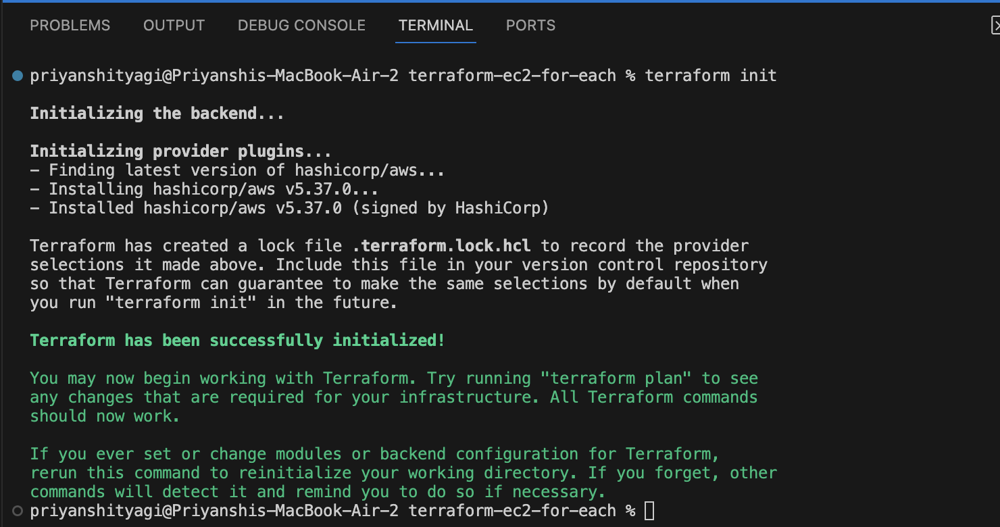 PROBLEMS OUTPUT DEBUG CONSOLE TERMINAL PORTS
priyanshityagi@Priyanshis-MacBook-Air-2 terraform-ec2-for-each % terraform init
Initializing the backend...
Initializing provider plugins...
- Finding latest version of hashicorp/aws...
- Installing hashicorp/aws v5.37.0...
- Installed hashicorp/aws v5.37.0 (signed by HashiCorp)
Terraform has created a lock file .terraform.lock.hcl to record the provider
selections it made above. Include this file in your version control repository
so that Terraform can guarantee to make the same selections by default when
you run "terraform init" in the future.
Terraform has been successfully initialized!
You may now begin working with Terraform. Try running "terraform plan" to see
any changes that are required for your infrastructure. All Terraform commands
should now work.
If you ever set or change modules or backend configuration for Terraform,
rerun this command to reinitialize your working directory. If you forget, other
commands will detect it and remind you to do so if necessary.
priyanshityagi@Priyanshis-MacBook-Air-2 terraform-ec2-for-each %